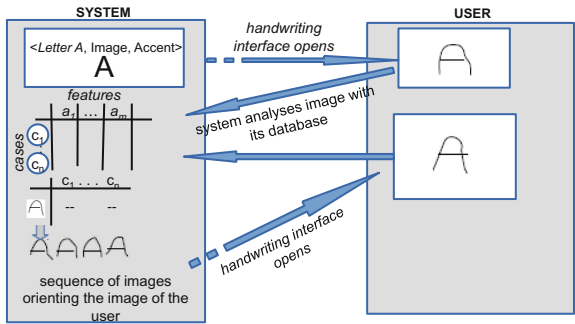 SYSTEM
USER
<Letter A, Image, Accent>
A
handwriting
interface opens
A
features
a1 ... am
cases
c1
cn
system analyses image with
its database
A
c1 . . . cn
A -- --
A A A A
handwriting interface
opens
sequence of images
orienting the image of the
user